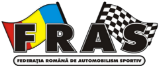 FRAS
FEDERAȚIA ROMÂNĂ DE AUTOMOBILISM SPORTIV